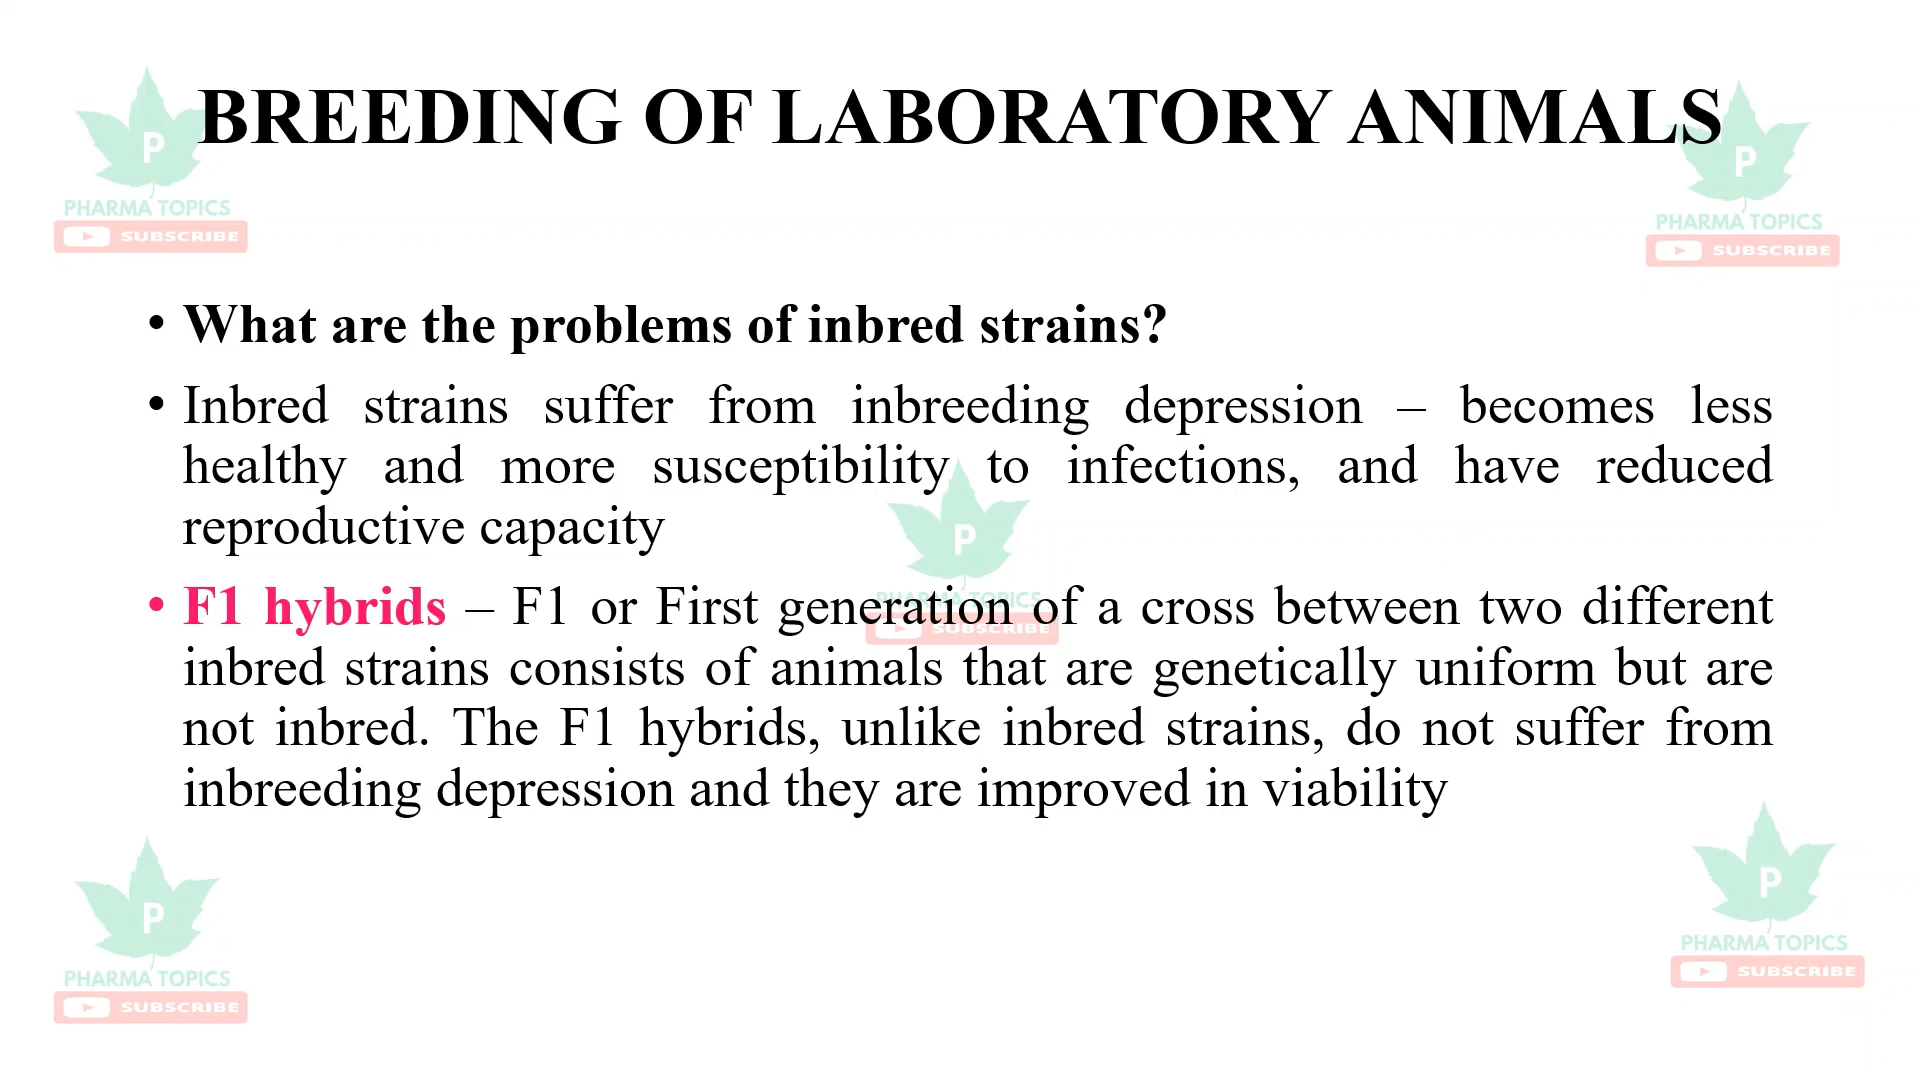 BREEDING OF LABORATORY ANIMALS
P
PHARMA TOPICS
SUBSCRIBE
P
PHARMA TOPICS
SUBSCRIBE
• What are the problems of inbred strains?
• Inbred strains suffer from inbreeding depression – becomes less
healthy and more susceptibility to infections, and have reduced
reproductive capacity
P
PHARMA TOPICS
SUBSCRIBE
• F1 hybrids – F1 or First generation of a cross between two different
inbred strains consists of animals that are genetically uniform but are
not inbred. The F1 hybrids, unlike inbred strains, do not suffer from
inbreeding depression and they are improved in viability
P
PHARMA TOPICS
SUBSCRIBE
P
PHARMA TOPICS
SUBSCRIBE